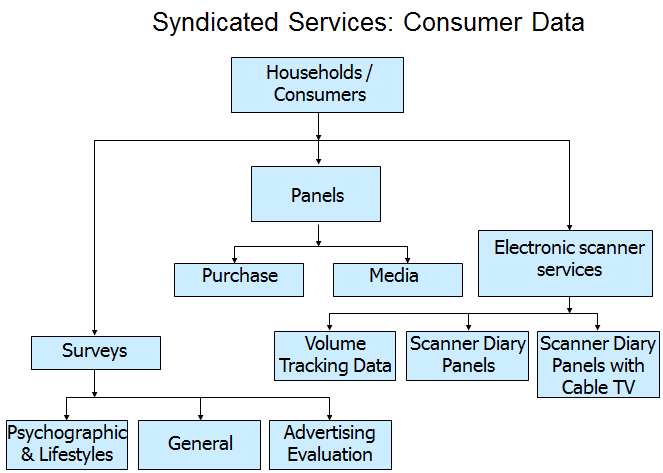 Syndicated Services: Consumer Data
Households /
Consumers
Panels
Electronic scanner
services
Purchase
Media
Surveys
Volume
Tracking Data
Scanner Diary
Panels
Scanner Diary
Panels with
Cable TV
Psychographic
& Lifestyles
General
Advertising
Evaluation